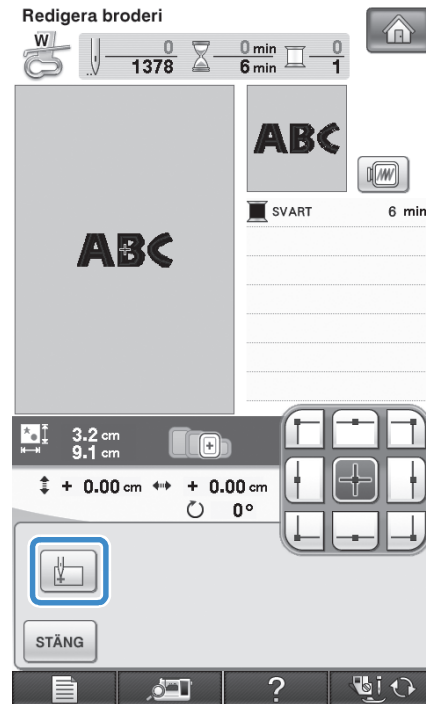 Redigera broderi
W
0
1378
0 min
6 min
0
1
ABC
ABC
SVART 6 min
3.2 cm
9.1 cm
+ 0.00 cm + 0.00 cm
0°
STÄNG
?